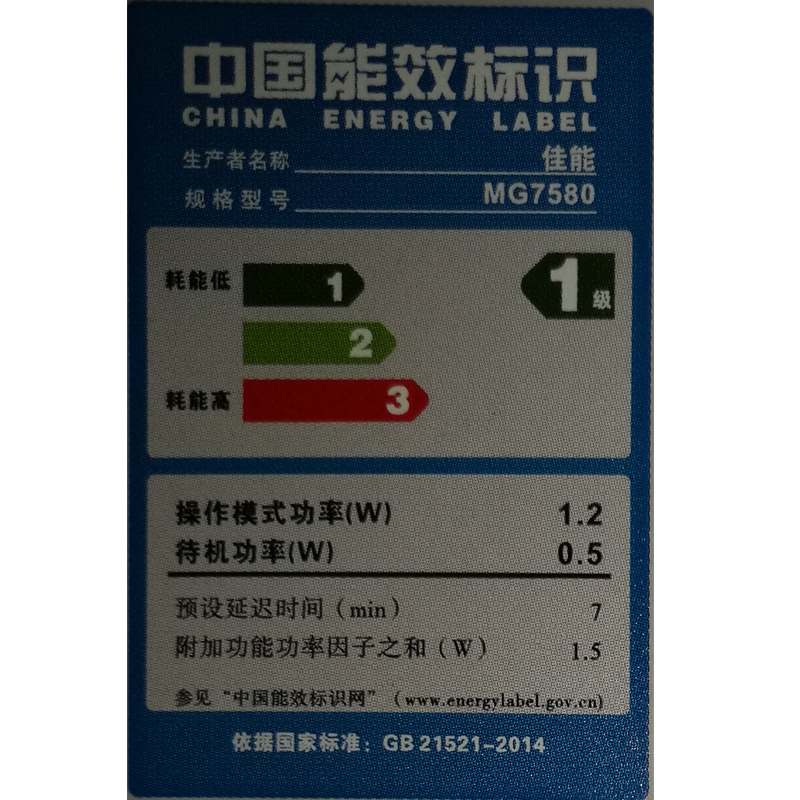 中国能效标识
CHINA ENERGY LABEL
生产者名称 佳能
规格型号 MG7580
耗能低 1 1级
2
耗能高 3
操作模式功率(W) 1.2
待机功率(W) 0.5
预设延迟时间（min） 7
附加功能功率因子之和（W） 1.5
参见“中国能效标识网”（www.energylabel.gov.cn)
依据国家标准：GB 21521-2014